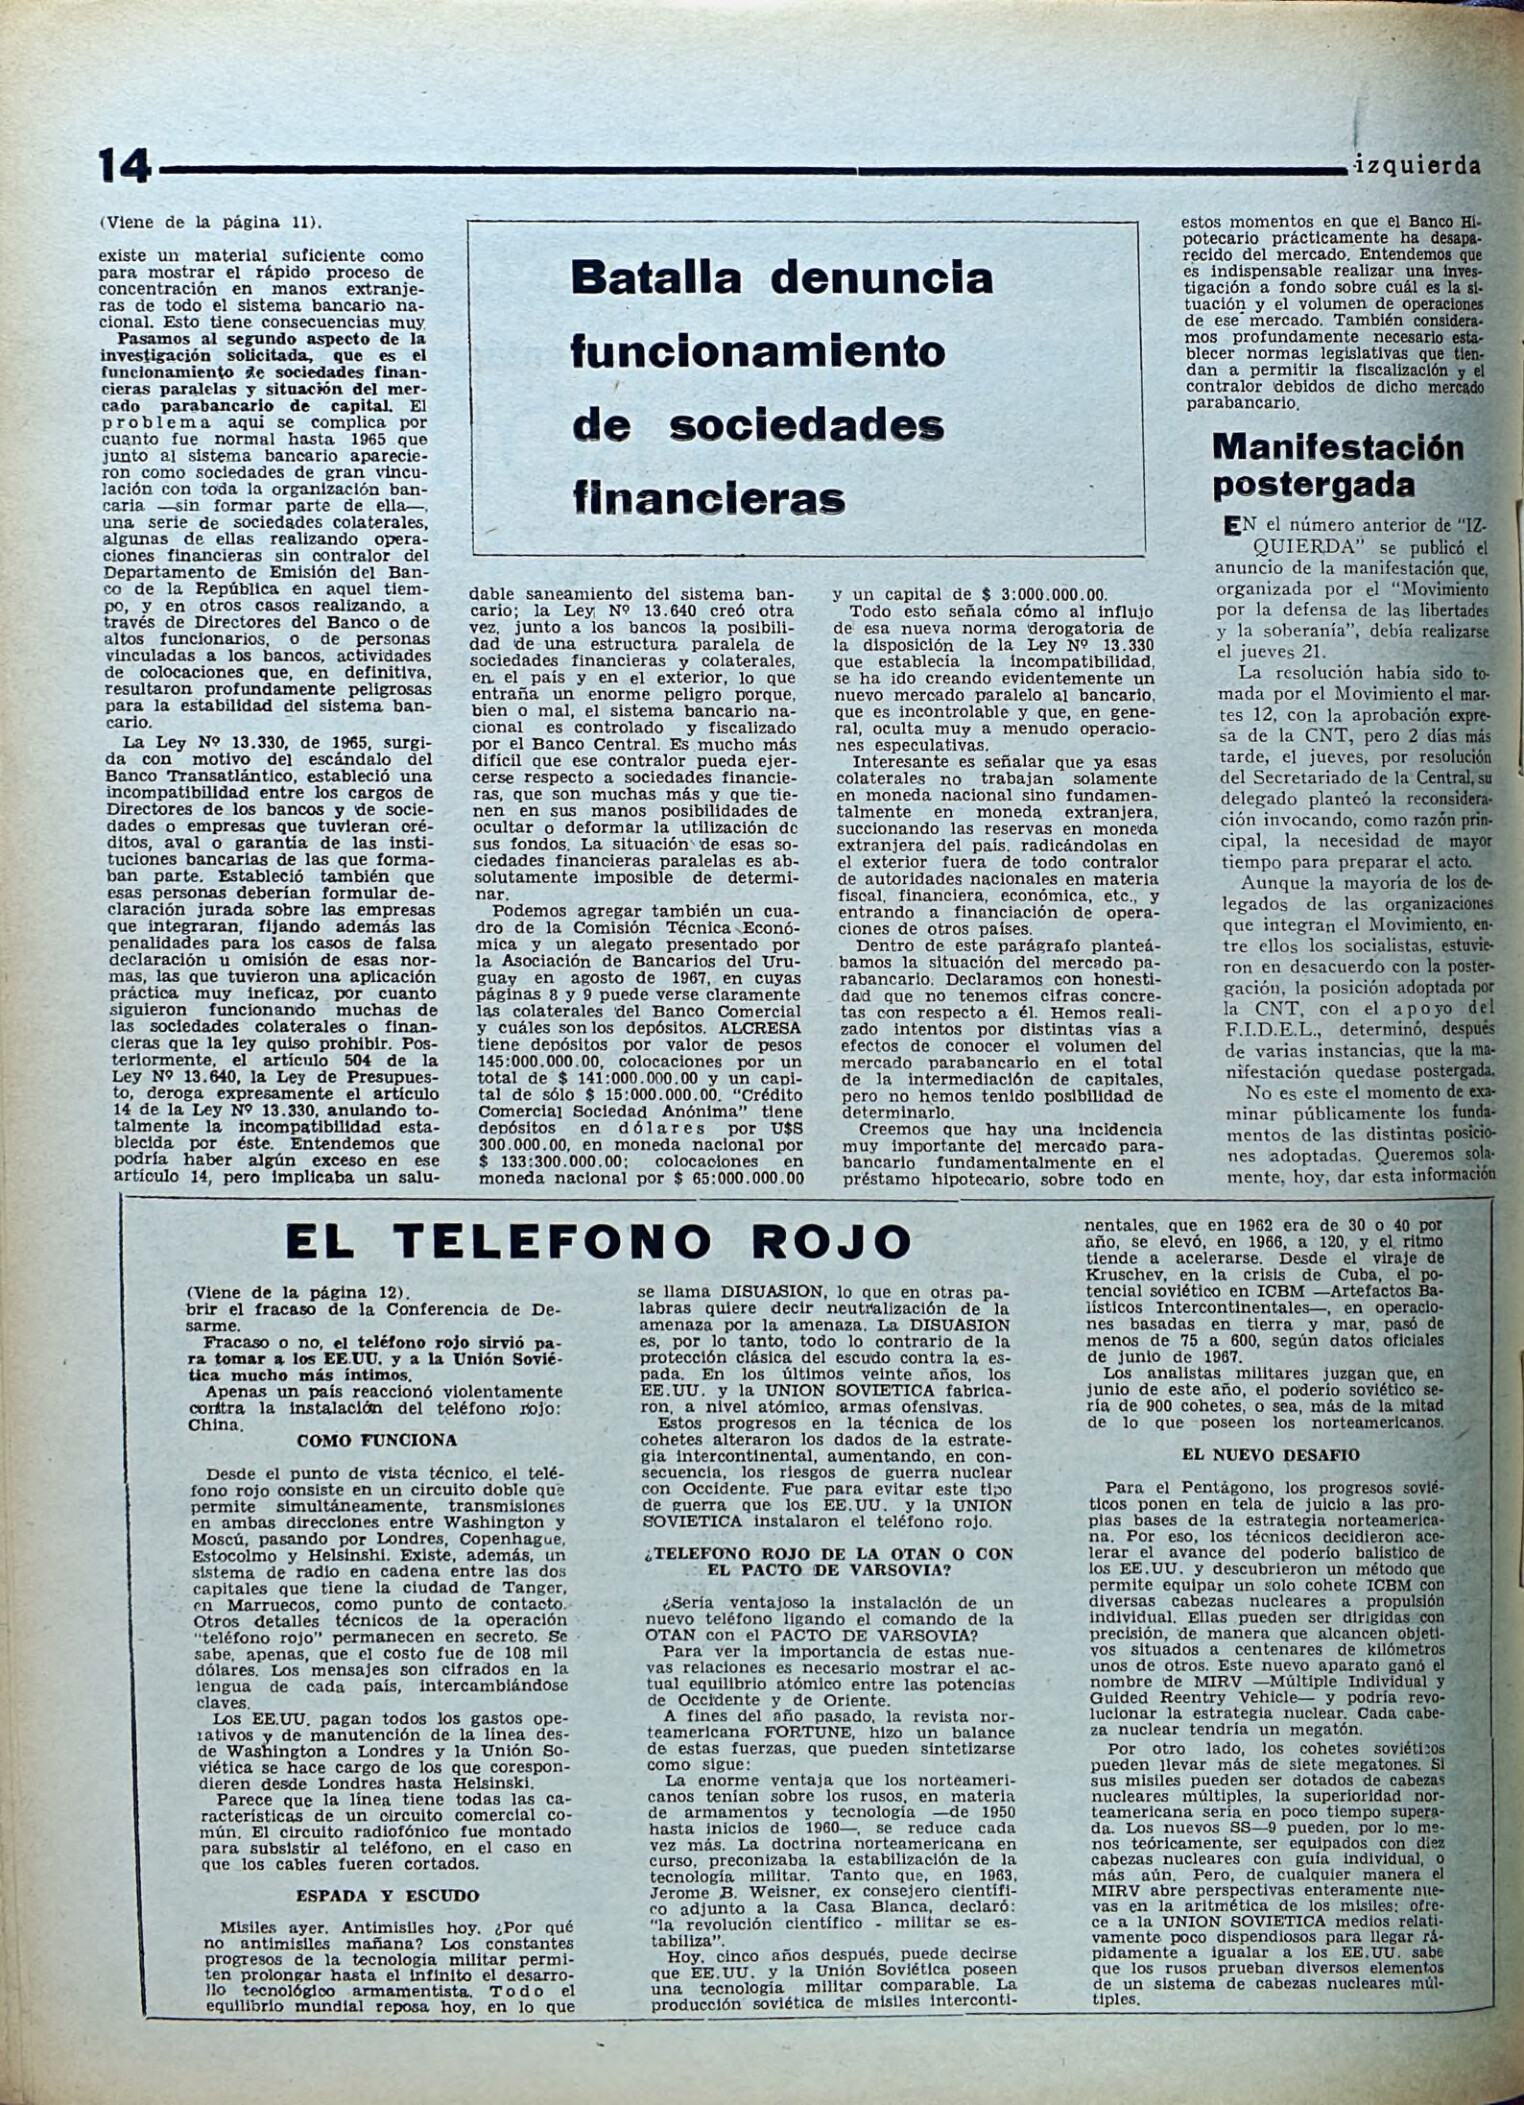 14
izquierda
(Viene de la página 11).
existe un material suficiente como
para mostrar el rápido proceso de
concentración en manos extranje-
ras de todo el sistema bancario na-
cional. Esto tiene consecuencias muy
Pasamos al segundo aspecto de la
investigación solicitada, que es el
funcionamiento de sociedades finan-
cieras paralelas y situación del mer-
cado parabancario de capital. El
problema aqui se complica por
cuanto fue normal hasta 1965 que
junto al sistema bancario aparecie-
ron como sociedades de gran vincu-
lación con toda la organización ban-
caria —sin formar parte de ella—,
una serie de sociedades colaterales,
algunas de ellas realizando opera-
ciones financieras sin contralor del
Departamento de Emisión del Ban-
co de la República en aquel tiem-
po, y en otros casos realizando, a
través de Directores del Banco o de
altos funcionarios, o de personas
vinculadas a los bancos, actividades
de colocaciones que, en definitiva,
resultaron profundamente peligrosas
para la estabilidad del sistema ban-
cario.
La Ley Nº 13.330, de 1965, surgi-
da con motivo del escándalo del
Banco Transatlántico, estableció una
incompatibilidad entre los cargos de
Directores de los bancos y de socie-
dades o empresas que tuvieran cré-
ditos, aval o garantía de las insti-
tuciones bancarias de las que forma-
ban parte. Estableció también que
esas personas deberían formular de-
claración jurada sobre las empresas
que integraran, fijando además las
penalidades para los casos de falsa
declaración u omisión de esas nor-
mas, las que tuvieron una aplicación
práctica muy ineficaz, por cuanto
siguieron funcionando muchas de
las sociedades colaterales o finan-
cieras que la ley quiso prohibir. Pos-
teriormente, el artículo 504 de la
Ley Nº 13.640, la Ley de Presupues-
to, deroga expresamente el artículo
14 de la Ley Nº 13.330, anulando to-
talmente la incompatibilidad esta-
blecida por éste. Entendemos que
podría haber algún exceso en ese
artículo 14, pero implicaba un salu-
Batalla denuncia
funcionamiento
de sociedades
financieras
dable saneamiento del sistema ban-
cario; la Ley Nº 13.640 creó otra
vez, junto a los bancos la posibili-
dad de una estructura paralela de
sociedades financieras y colaterales,
en el país y en el exterior, lo que
entraña un enorme peligro porque,
bien o mal, el sistema bancario na-
cional es controlado y fiscalizado
por el Banco Central. Es mucho más
difícil que ese contralor pueda ejer-
cerse respecto a sociedades financie-
ras, que son muchas más y que tie-
nen en sus manos posibilidades de
ocultar o deformar la utilización de
sus fondos. La situación de esas so-
ciedades financieras paralelas es ab-
solutamente imposible de determi-
nar.
Podemos agregar también un cua-
dro de la Comisión Técnica Econó-
mica y un alegato presentado por
la Asociación de Bancarios del Uru-
guay en agosto de 1967, en cuyas
páginas 8 y 9 puede verse claramente
las colaterales del Banco Comercial
y cuáles son los depósitos. ALCRESA
tiene depósitos por valor de pesos
145:000.000.00, colocaciones por un
total de $ 141:000.000.00 y un capi-
tal de sólo $ 15:000.000.00. "Crédito
Comercial Sociedad Anónima" tiene
depósitos en dólares por U$S
300.000.00, en moneda nacional por
$ 133:300.000.00; colocaciones en
moneda nacional por $ 65:000.000.00
y un capital de $ 3:000.000.00.
Todo esto señala cómo al influjo
de esa nueva norma derogatoria de
la disposición de la Ley Nº 13.330
que establecía la incompatibilidad,
se ha ido creando evidentemente un
nuevo mercado paralelo al bancario,
que es incontrolable y que, en gene-
ral, oculta muy a menudo operacio-
nes especulativas.
Interesante es señalar que ya esas
colaterales no trabajan solamente
en moneda nacional sino fundamen-
talmente en moneda extranjera,
succionando las reservas en moneda
extranjera del país, radicándolas en
el exterior fuera de todo contralor
de autoridades nacionales en materia
fiscal, financiera, económica, etc., y
entrando a financiación de opera-
ciones de otros países.
Dentro de este parágrafo planteá-
bamos la situación del mercado pa-
rabancario. Declaramos con honesti-
dad que no tenemos cifras concre-
tas con respecto a él. Hemos reali-
zado intentos por distintas vías a
efectos de conocer el volumen del
mercado parabancario en el total
de la intermediación de capitales,
pero no hemos tenido posibilidad de
determinarlo.
Creemos que hay una incidencia
muy importante del mercado para-
bancario fundamentalmente en el
préstamo hipotecario, sobre todo en
estos momentos en que el Banco Hi-
potecario prácticamente ha desapa-
recido del mercado. Entendemos que
es indispensable realizar una inves-
tigación a fondo sobre cuál es la si-
tuación y el volumen de operaciones
de ese mercado. También considera-
mos profundamente necesario esta-
blecer normas legislativas que tien-
dan a permitir la fiscalización y el
contralor debidos de dicho mercado
parabancario.
Manifestación
postergada
EN el número anterior de "IZ-
QUIERDA" se publicó el
anuncio de la manifestación que,
organizada por el "Movimiento
por la defensa de las libertades
y la soberanía", debía realizarse
el jueves 21.
La resolución había sido to-
mada por el Movimiento el mar-
tes 12, con la aprobación expre-
sa de la CNT, pero 2 días más
tarde, el jueves, por resolución
del Secretariado de la Central, su
delegado planteó la reconsidera-
ción invocando, como razón prin-
cipal, la necesidad de mayor
tiempo para preparar el acto.
Aunque la mayoría de los de-
legados de las organizaciones
que integran el Movimiento, en-
tre ellos los socialistas, estuvie-
ron en desacuerdo con la poster-
gación, la posición adoptada por
la CNT, con el apoyo del
F.I.D.E.L., determinó, después
de varias instancias, que la ma-
nifestación quedase postergada.
No es este el momento de exa-
minar públicamente los funda-
mentos de las distintas posicio-
nes adoptadas. Queremos sola-
mente, hoy, dar esta información
EL TELEFONO ROJO
(Viene de la página 12).
brir el fracaso de la Conferencia de De-
sarme.
Fracaso o no, el teléfono rojo sirvió pa-
ra tomar a los EE.UU. y a la Unión Sovié-
tica mucho más íntimos.
Apenas un país reaccionó violentamente
contra la instalación del teléfono rojo:
China.
COMO FUNCIONA
Desde el punto de vista técnico, el telé-
fono rojo consiste en un circuito doble que
permite simultáneamente, transmisiones
en ambas direcciones entre Washington y
Moscú, pasando por Londres, Copenhague,
Estocolmo y Helsinshi. Existe, además, un
sistema de radio en cadena entre las dos
capitales que tiene la ciudad de Tanger,
en Marruecos, como punto de contacto.
Otros detalles técnicos de la operación
"teléfono rojo" permanecen en secreto. Se
sabe, apenas, que el costo fue de 108 mil
dólares. Los mensajes son cifrados en la
lengua de cada país, intercambiándose
claves.
Los EE.UU. pagan todos los gastos ope-
rativos y de manutención de la línea des-
de Washington a Londres y la Unión So-
viética se hace cargo de los que corespon-
dieren desde Londres hasta Helsinski.
Parece que la línea tiene todas las ca-
racterísticas de un circuito comercial co-
mún. El circuito radiofónico fue montado
para subsistir al teléfono, en el caso en
que los cables fueren cortados.
ESPADA Y ESCUDO
Misiles ayer. Antimisiles hoy. ¿Por qué
no antimisiles mañana? Los constantes
progresos de la tecnología militar permi-
ten prolongar hasta el infinito el desarro-
llo tecnológico armamentista. Todo el
equilibrio mundial reposa hoy, en lo que
se llama DISUASION, lo que en otras pa-
labras quiere decir neutralización de la
amenaza por la amenaza. La DISUASION
es, por lo tanto, todo lo contrario de la
protección clásica del escudo contra la es-
pada. En los últimos veinte años, los
EE.UU. y la UNION SOVIETICA fabrica-
ron, a nivel atómico, armas ofensivas.
Estos progresos en la técnica de los
cohetes alteraron los dados de la estrate-
gia intercontinental, aumentando, en con-
secuencia, los riesgos de guerra nuclear
con Occidente. Fue para evitar este tipo
de guerra que los EE.UU. y la UNION
SOVIETICA instalaron el teléfono rojo.
¿TELEFONO ROJO DE LA OTAN O CON
EL PACTO DE VARSOVIA?
¿Sería ventajoso la instalación de un
nuevo teléfono ligando el comando de la
OTAN con el PACTO DE VARSOVIA?
Para ver la importancia de estas nue-
vas relaciones es necesario mostrar el ac-
tual equilibrio atómico entre las potencias
de Occidente y de Oriente.
A fines del año pasado, la revista nor-
teamericana FORTUNE, hizo un balance
de estas fuerzas, que pueden sintetizarse
como sigue:
La enorme ventaja que los norteameri-
canos tenían sobre los rusos, en materia
de armamentos y tecnología —de 1950
hasta inicios de 1960—, se reduce cada
vez más. La doctrina norteamericana en
curso, preconizaba la estabilización de la
tecnología militar. Tanto que, en 1963,
Jerome B. Weisner, ex consejero científi-
co adjunto a la Casa Blanca, declaró:
"la revolución científico - militar se es-
tabiliza".
Hoy, cinco años después, puede decirse
que EE.UU. y la Unión Soviética poseen
una tecnología militar comparable. La
producción soviética de misiles interconti-
nentales, que en 1962 era de 30 o 40 por
año, se elevó, en 1966, a 120, y el ritmo
tiende a acelerarse. Desde el viraje de
Kruschev, en la crisis de Cuba, el po-
tencial soviético en ICBM —Artefactos Ba-
lísticos Intercontinentales—, en operacio-
nes basadas en tierra y mar, pasó de
menos de 75 a 600, según datos oficiales
de junio de 1967.
Los analistas militares juzgan que, en
junio de este año, el poderío soviético se-
ría de 900 cohetes, o sea, más de la mitad
de lo que poseen los norteamericanos.
EL NUEVO DESAFIO
Para el Pentágono, los progresos sovié-
ticos ponen en tela de juicio a las pro-
pias bases de la estrategia norteamerica-
na. Por eso, los técnicos decidieron ace-
lerar el avance del poderío balístico de
los EE.UU. y descubrieron un método que
permite equipar un solo cohete ICBM con
diversas cabezas nucleares a propulsión
individual. Ellas pueden ser dirigidas con
precisión, de manera que alcancen objeti-
vos situados a centenares de kilómetros
unos de otros. Este nuevo aparato ganó el
nombre de MIRV —Múltiple Individual y
Guided Reentry Vehicle— y podría revo-
lucionar la estrategia nuclear. Cada cabe-
za nuclear tendría un megatón.
Por otro lado, los cohetes soviéticos
pueden llevar más de siete megatones. Si
sus misiles pueden ser dotados de cabezas
nucleares múltiples, la superioridad nor-
teamericana sería en poco tiempo supera-
da. Los nuevos SS—9 pueden, por lo me-
nos teóricamente, ser equipados con diez
cabezas nucleares con guía individual, o
más aún. Pero, de cualquier manera el
MIRV abre perspectivas enteramente nue-
vas en la aritmética de los misiles: ofre-
ce a la UNION SOVIETICA medios relati-
vamente poco dispendiosos para llegar rá-
pidamente a igualar a los EE.UU. sabe
que los rusos prueban diversos elementos
de un sistema de cabezas nucleares múl-
tiples.